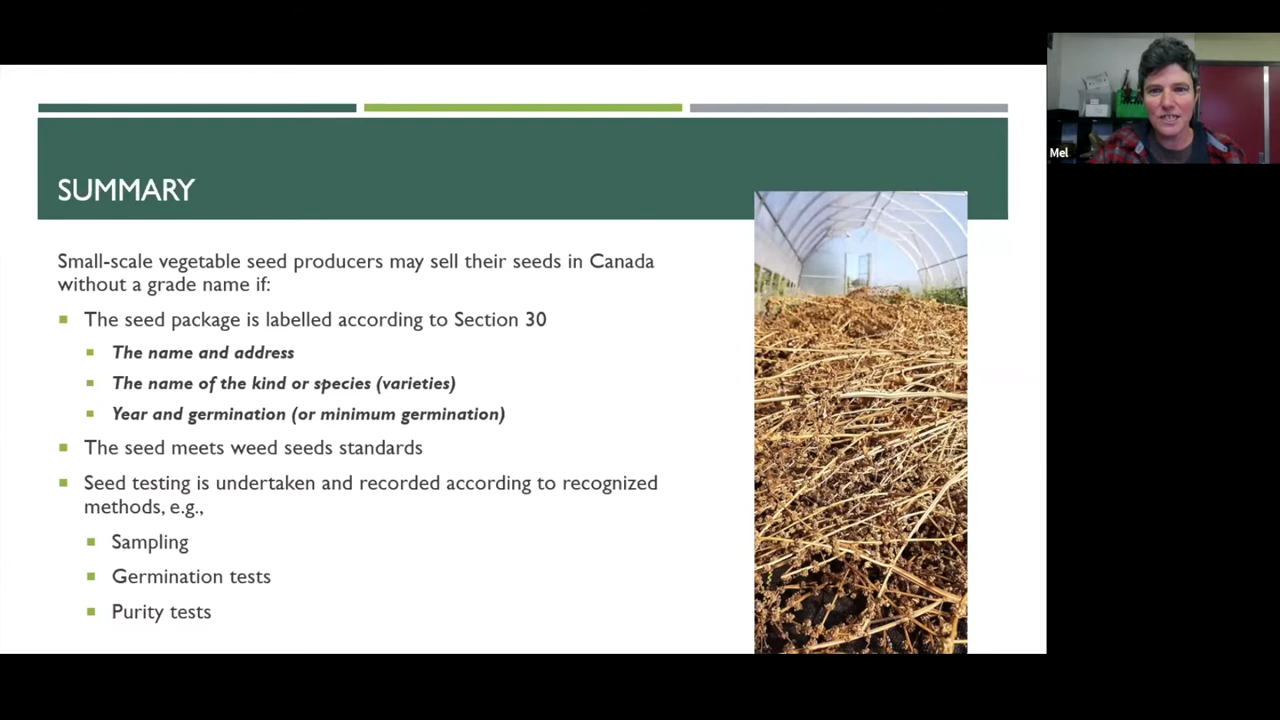 SUMMARY
Small-scale vegetable seed producers may sell their seeds in Canada
without a grade name if:
The seed package is labelled according to Section 30
The name and address
The name of the kind or species (varieties)
Year and germination (or minimum germination)
The seed meets weed seeds standards
Seed testing is undertaken and recorded according to recognized
methods, e.g.,
Sampling
Germination tests
Purity tests
Mel